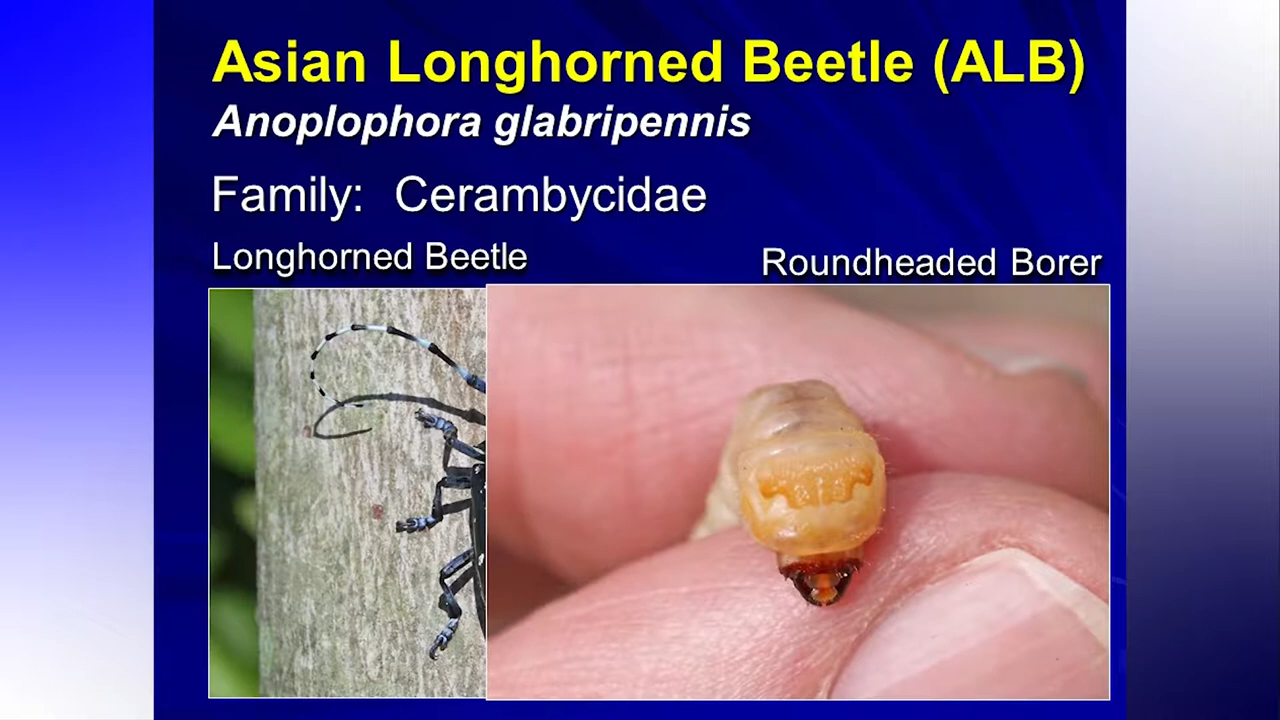 Asian Longhorned Beetle (ALB)
Anoplophora glabripennis
Family: Cerambycidae
Longhorned Beetle
Roundheaded Borer